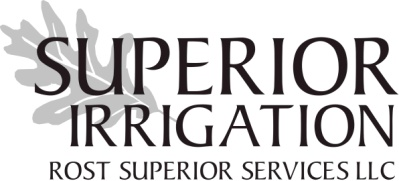 SUPERIOR
IRRIGATION
ROST SUPERIOR SERVICES LLC